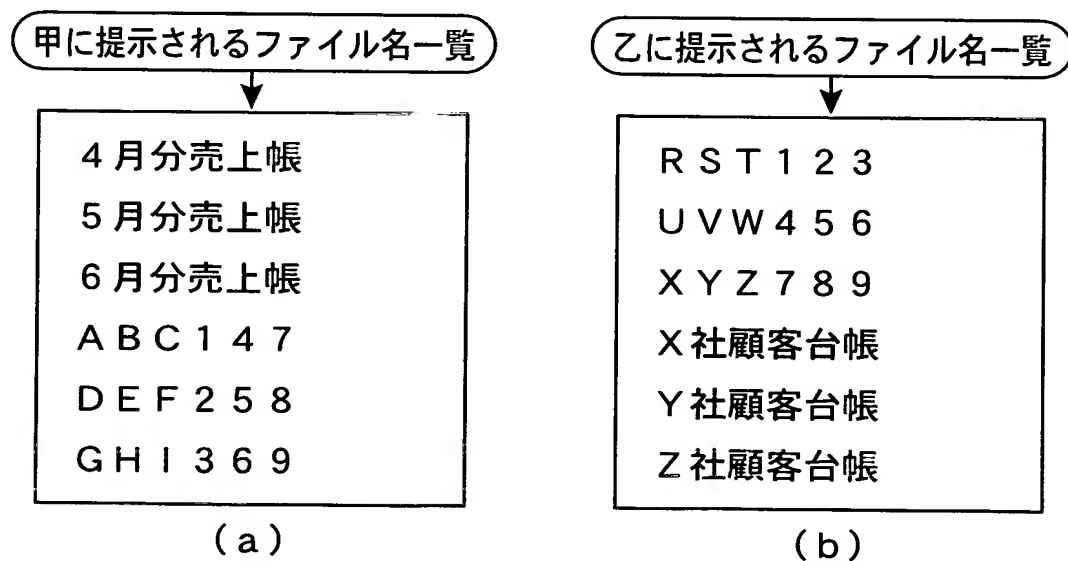 甲に提示されるファイル名一覧
４月分売上帳
５月分売上帳
６月分売上帳
ＡＢＣ１４７
ＤＥＦ２５８
ＧＨＩ３６９
(a)
乙に提示されるファイル名一覧
ＲＳＴ１２３
ＵＶＷ４５６
ＸＹＺ７８９
Ｘ社顧客台帳
Ｙ社顧客台帳
Ｚ社顧客台帳
(b)